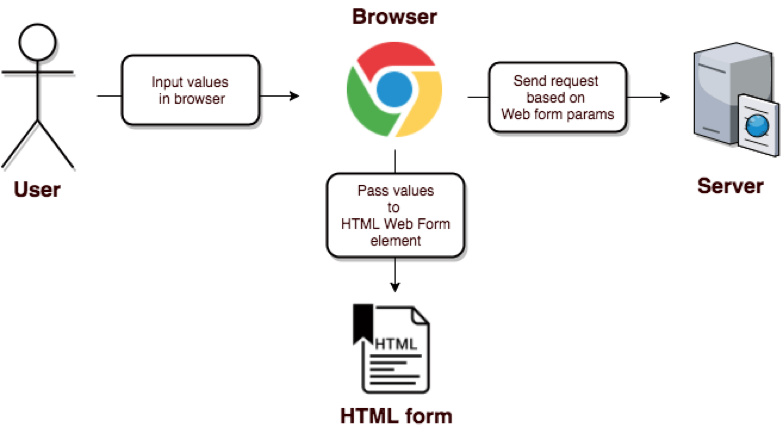 Browser
Input values
in browser
Send request
based on
Web form params
User
Server
Pass values
to
HTML Web Form
element
HTML
HTML form